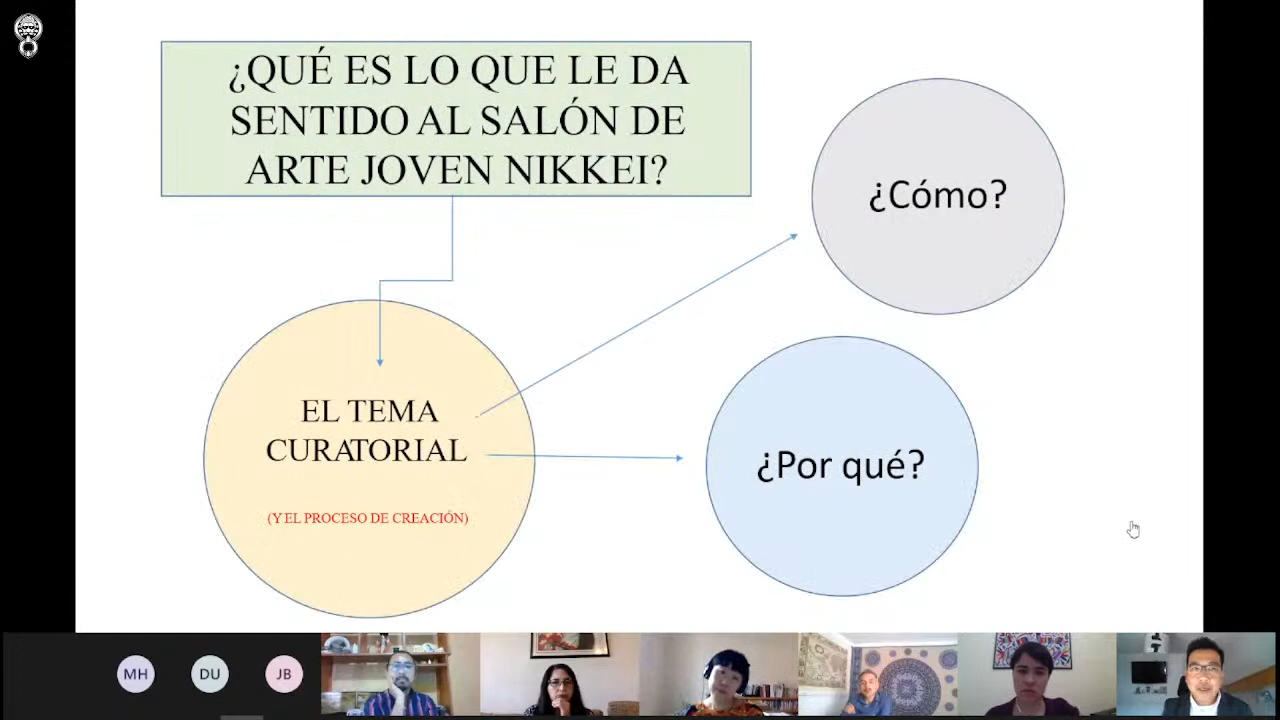 ¿QUÉ ES LO QUE LE DA
SENTIDO AL SALÓN DE
ARTE JOVEN NIKKEI?
¿Cómo?
EL TEMA
CURATORIAL
(Y EL PROCESO DE CREACIÓN)
¿Por qué?
MH
DU
JB